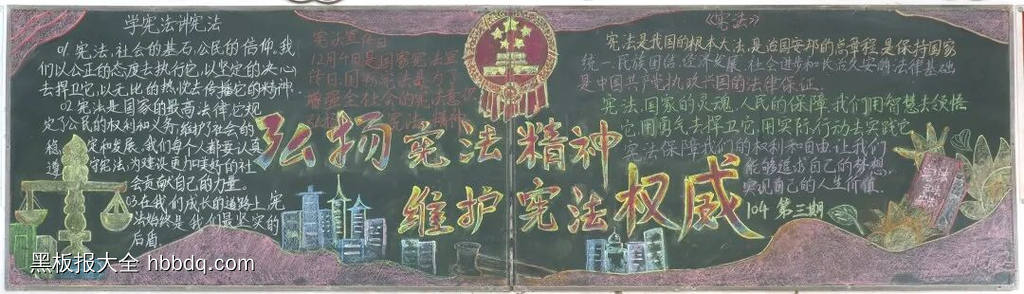 学宪法讲宪法
01宪法,社会的基石,公民的信仰。我
们以公正的态度去执行它,以坚定的决心
去捍卫它,以无比的热忱去传播它的精神。
02宪法是国家的最高法律,它规
定了公民的权利和义务,维护了社会的
稳定和发展。我们每个人都要认真
遵守宪法,为建设更加美好的社
会贡献自己的力量。
03在我们成长的道路上,宪
法始终是我们最坚实的
后盾
12月4日是国家宪法
弘扬宪法精神
维护宪法权威
《宪法》
宪法是我国的根本大法,是治国安邦的总章程,是保持国家
统一、民族团结、经济发展、社会进步和长治久安的法律基础
是中国共产党执政兴国的法律保证。
宪法,国家的灵魂,人民的保障,我们用智慧去领悟
它,用勇气去捍卫它,用实际行动去实践它
宪法保障我们的权利和自由,让我们
能够追求自己的梦想,
实现自己的人生价值。
104 第三期
黑板报大全 hbbdq.com